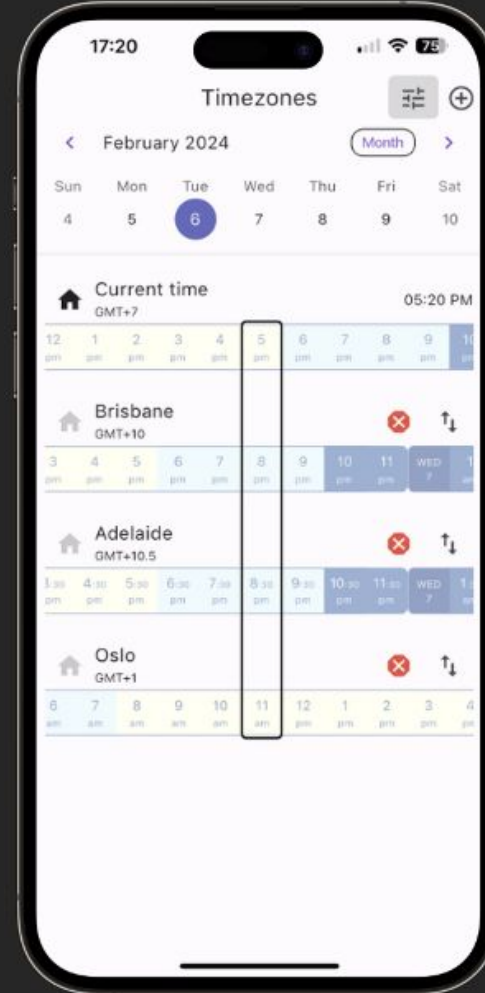 17:20
75
Timezones
February 2024
Month
Sun Mon Tue Wed Thu Fri Sat
4 5 6 7 8 9 10
Current time
GMT+7
05:20 PM
12 1 2 3 4 5 6 7 8 9 10
pm pm pm pm pm pm pm pm pm pm
Brisbane
GMT+10
3 4 5 6 7 8 9 10 11 WED 1
pm pm pm pm pm pm pm pm pm 7
Adelaide
GMT+10.5
4:30 5:30 6:30 7:30 8:30 9:30 10:30 11:30 WED
pm pm pm pm pm pm pm pm pm 7
Oslo
GMT+1
6 7 8 9 10 11 12 1 2 3 4
am am am am am am pm pm pm pm